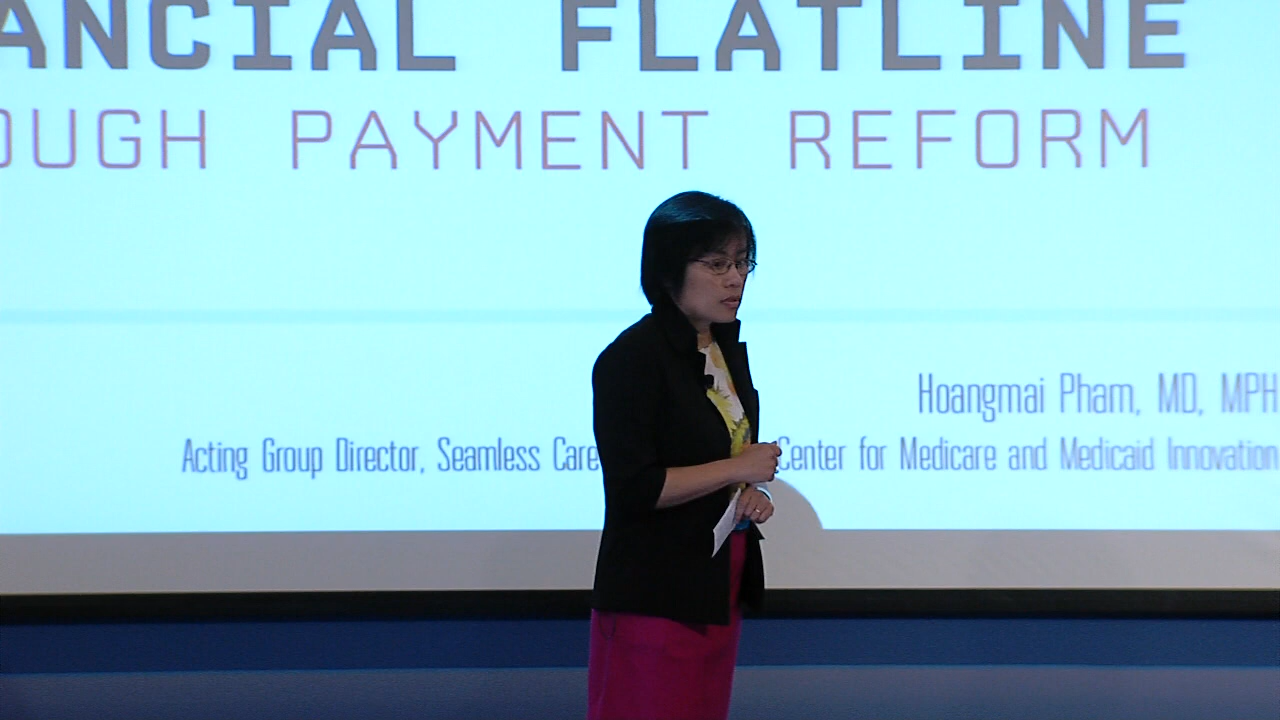 ANCIAL FLATLINE
OUGH PAYMENT REFORM
Hoangmai Pham, MD, MPH
Acting Group Director, Seamless Care Center for Medicare and Medicaid Innovation